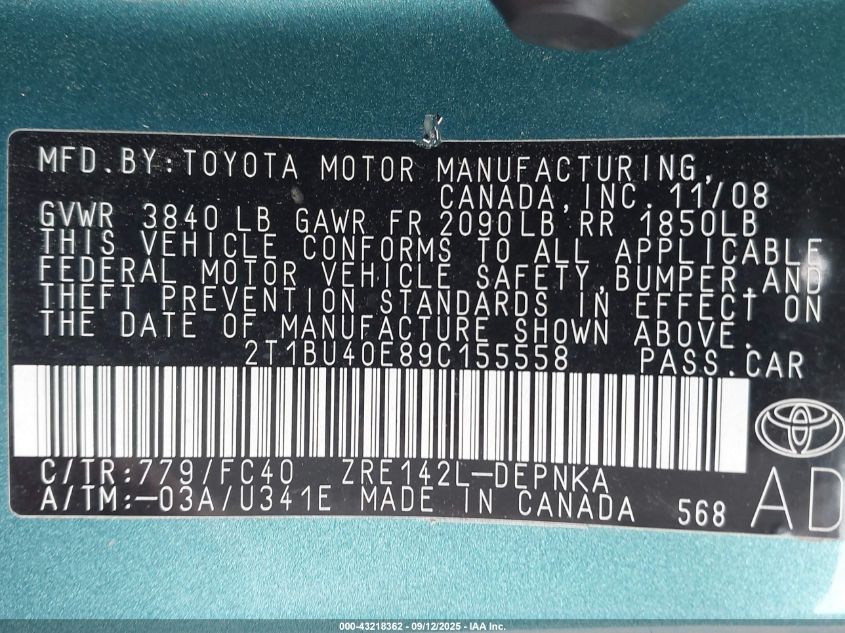 MFD.BY:TOYOTA MOTOR MANUFACTURING,
CANADA,INC. 11/08
GVWR 3840 LB GAWR FR 2090LB RR 1850LB
THIS VEHICLE CONFORMS TO ALL APPLICABLE
FEDERAL MOTOR VEHICLE SAFETY,BUMPER,AND
THEFT PREVENTION STANDARDS IN EFFECT ON
THE DATE OF MANUFACTURE SHOWN ABOVE.
2T1BU40E89C155558 PASS.CAR
C/TR:779/FC40 ZRE142L-DEPNKA
A/TM:-03A/U341E MADE IN CANADA 568 AD
000-43218362 - 09/12/2025 - IAA Inc.